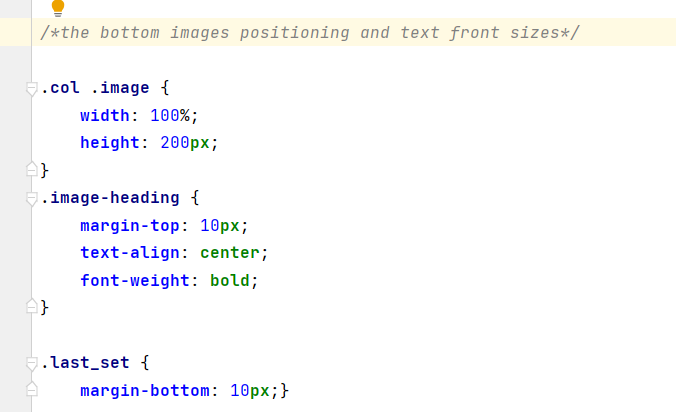 /*the bottom images positioning and text front sizes*/
.col .image {
    width: 100%;
    height: 200px;
}
.image-heading {
    margin-top: 10px;
    text-align: center;
    font-weight: bold;
}
.last_set {
    margin-bottom: 10px;}